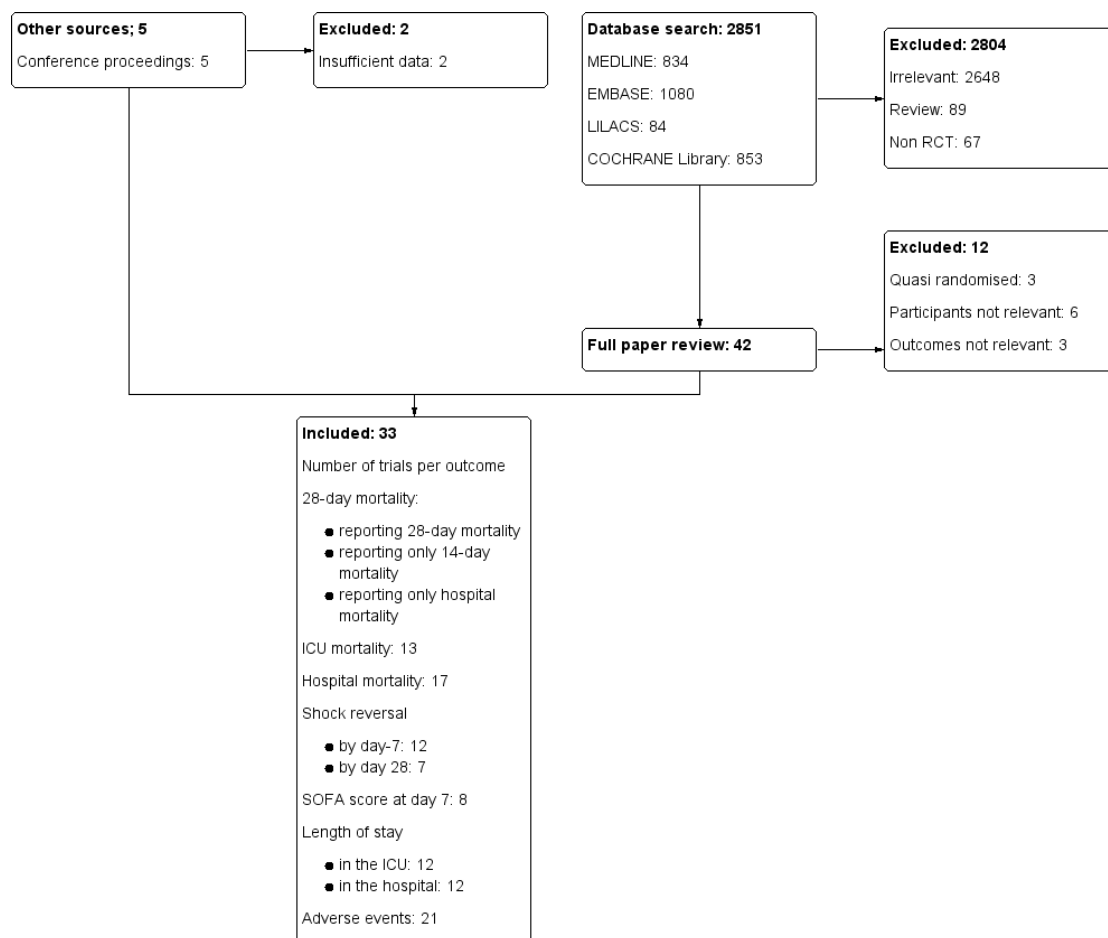 Other sources; 5
Conference proceedings: 5
Excluded: 2
Insufficient data: 2
Database search: 2851
MEDLINE: 834
EMBASE: 1080
LILACS: 84
COCHRANE Library: 853
Excluded: 2804
Irrelevant: 2648
Review: 89
Non RCT: 67
Excluded: 12
Quasi randomised: 3
Participants not relevant: 6
Outcomes not relevant: 3
Full paper review: 42
Included: 33
Number of trials per outcome
28-day mortality:
● reporting 28-day mortality
● reporting only 14-day
mortality
● reporting only hospital
mortality
ICU mortality: 13
Hospital mortality: 17
Shock reversal
● by day-7: 12
● by day 28: 7
SOFA score at day 7: 8
Length of stay
● in the ICU: 12
● in the hospital: 12
Adverse events: 21